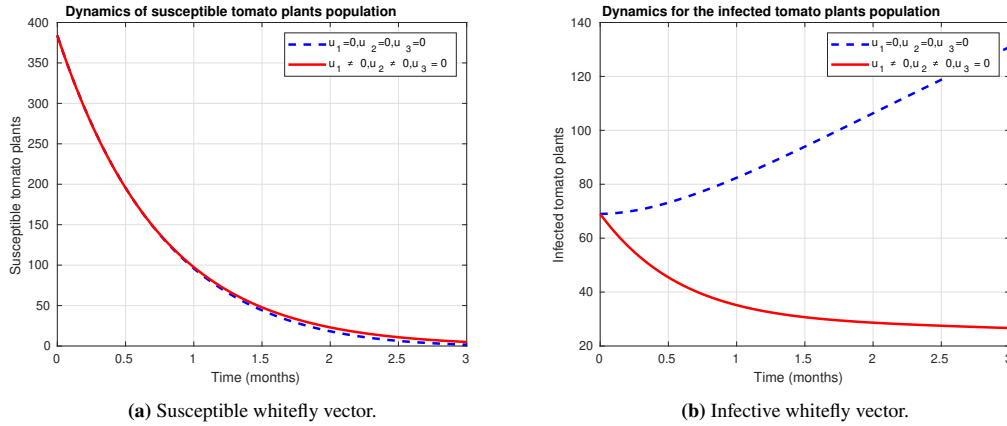 Dynamics of susceptible tomato plants population
400
350
300
250
200
150
100
50
0
Susceptible tomato plants
u1=0,u2=0,u3=0
u1 ≠ 0,u2 ≠ 0,u3 = 0
0 0.5 1 1.5 2 2.5 3
Time (months)
(a) Susceptible whitefly vector.
Dynamics for the infected tomato plants population
140
120
100
80
60
40
20
Infected tomato plants
u1=0,u2=0,u3=0
u1 ≠ 0,u2 ≠ 0,u3 = 0
0 0.5 1 1.5 2 2.5 3
Time (months)
(b) Infective whitefly vector.